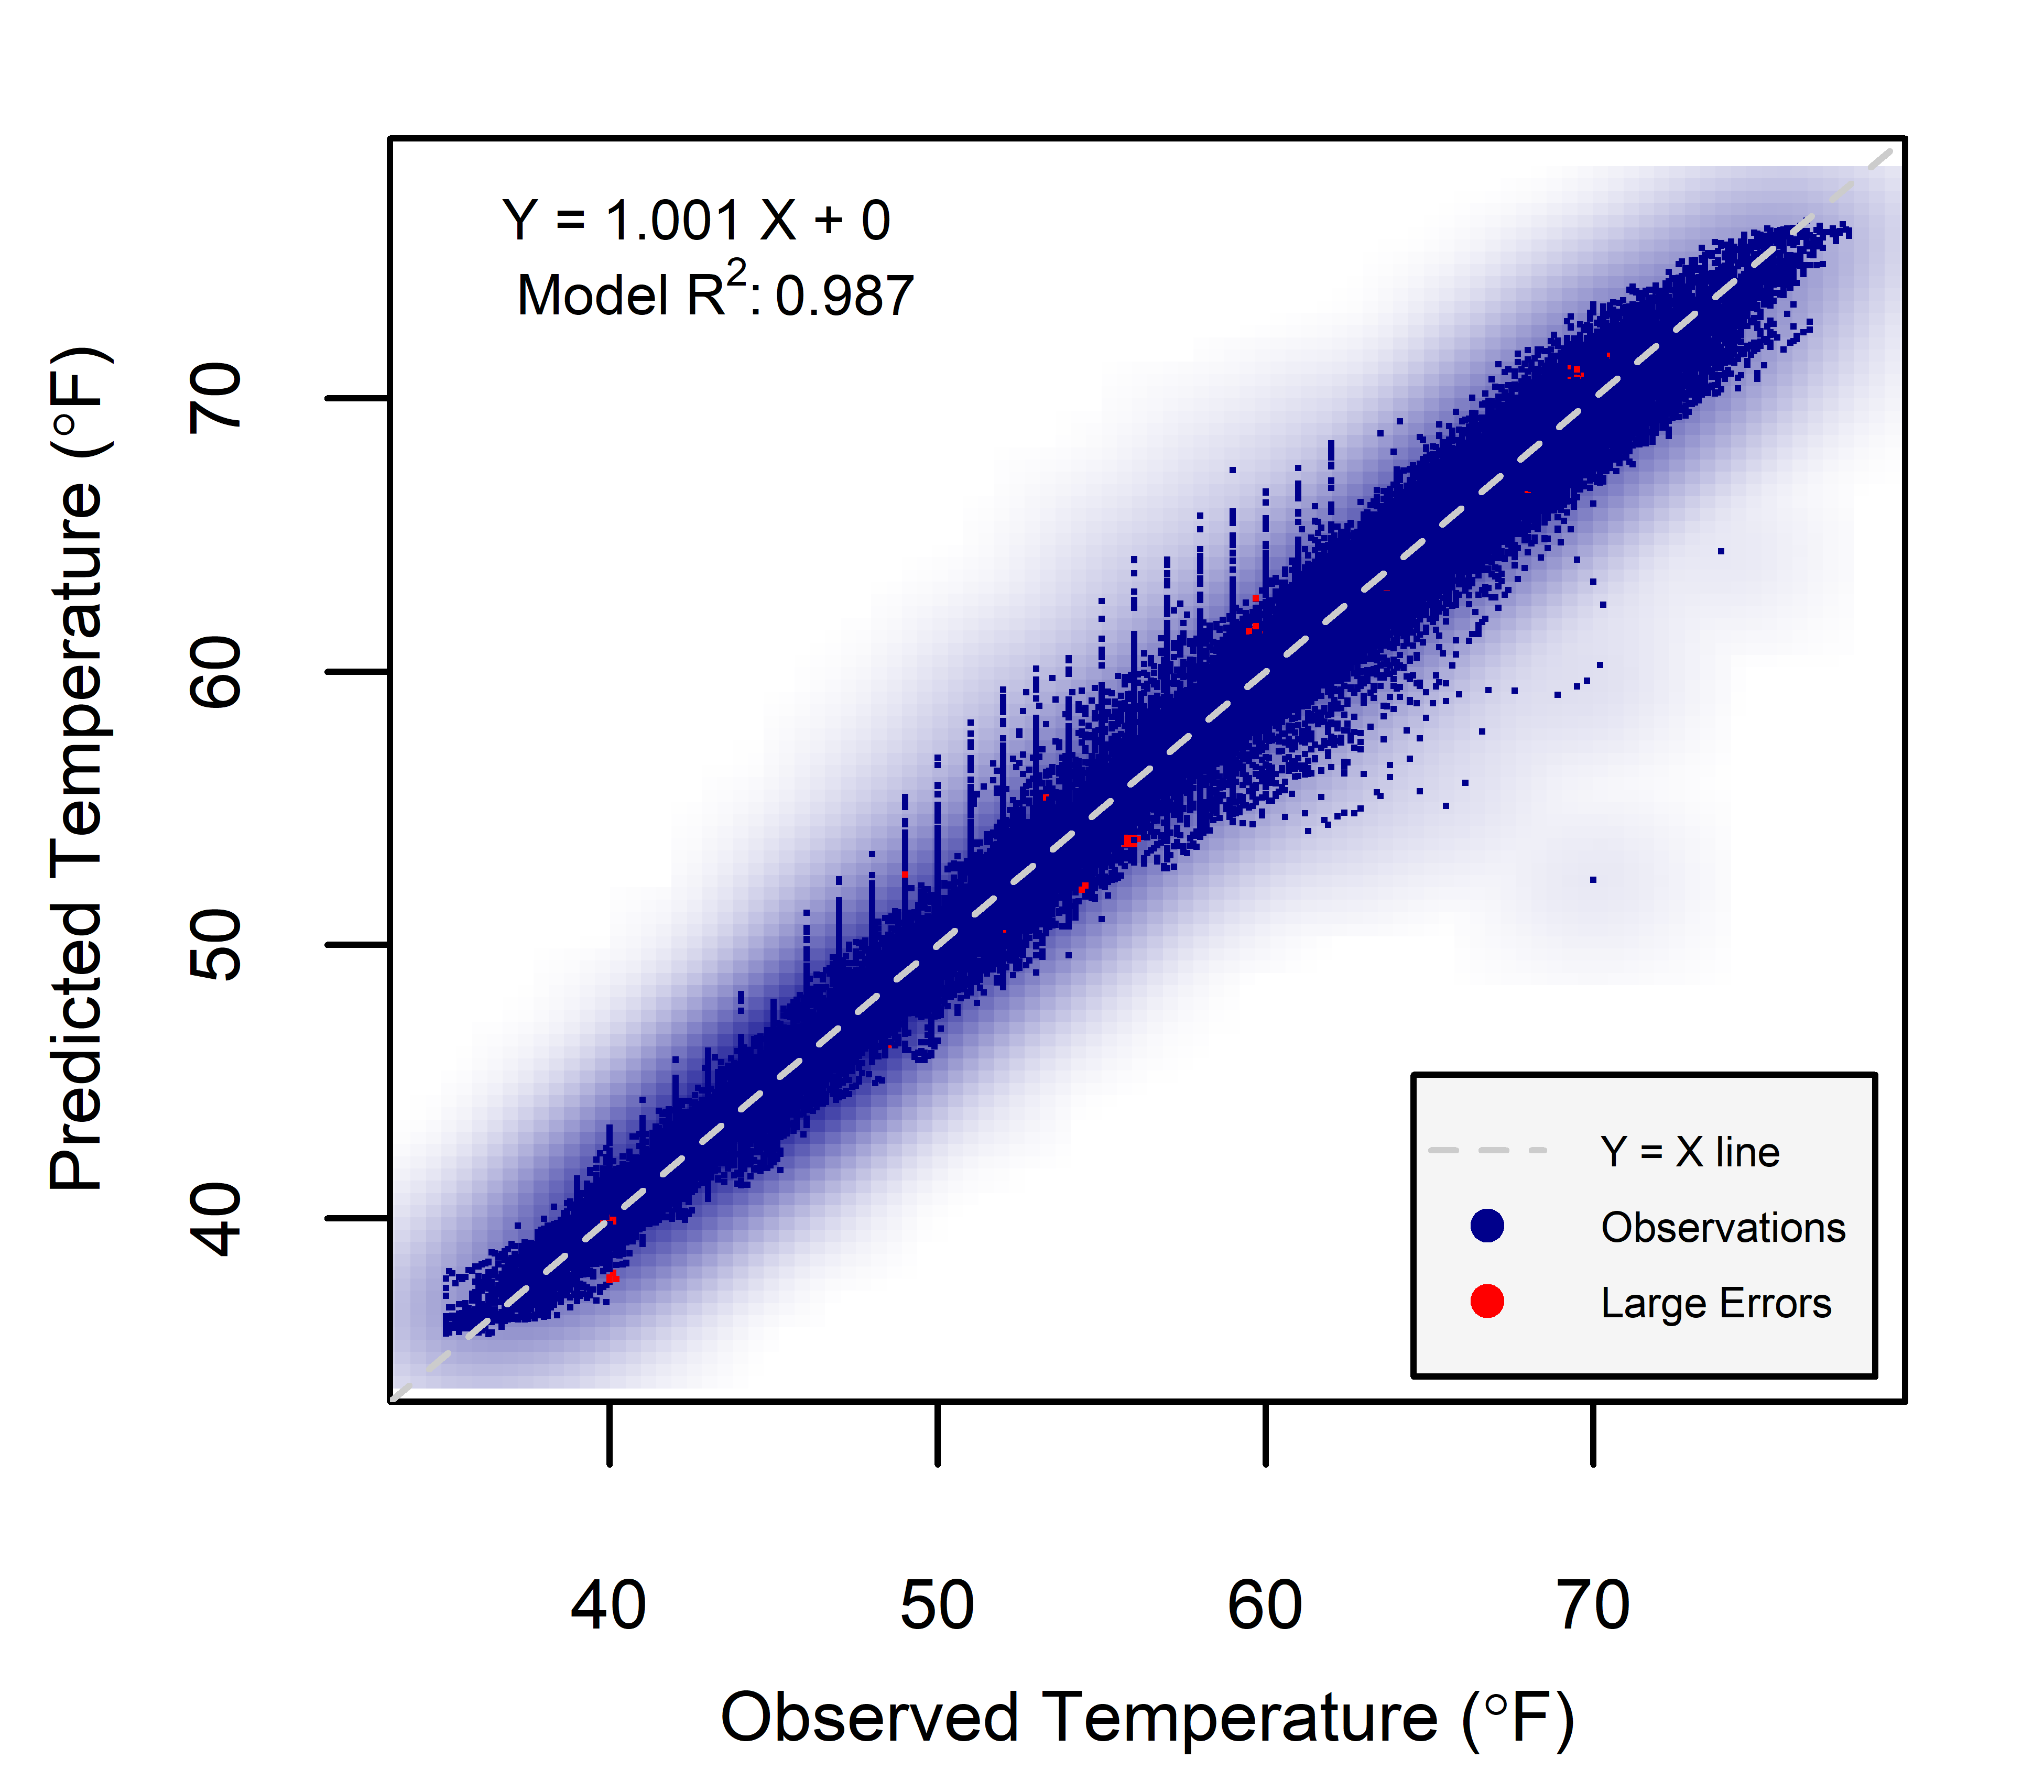 Y = 1.001 X + 0
Model R²: 0.987
Predicted Temperature (°F)
70
60
50
40
Y = X line
Observations
Large Errors
40 50 60 70
Observed Temperature (°F)